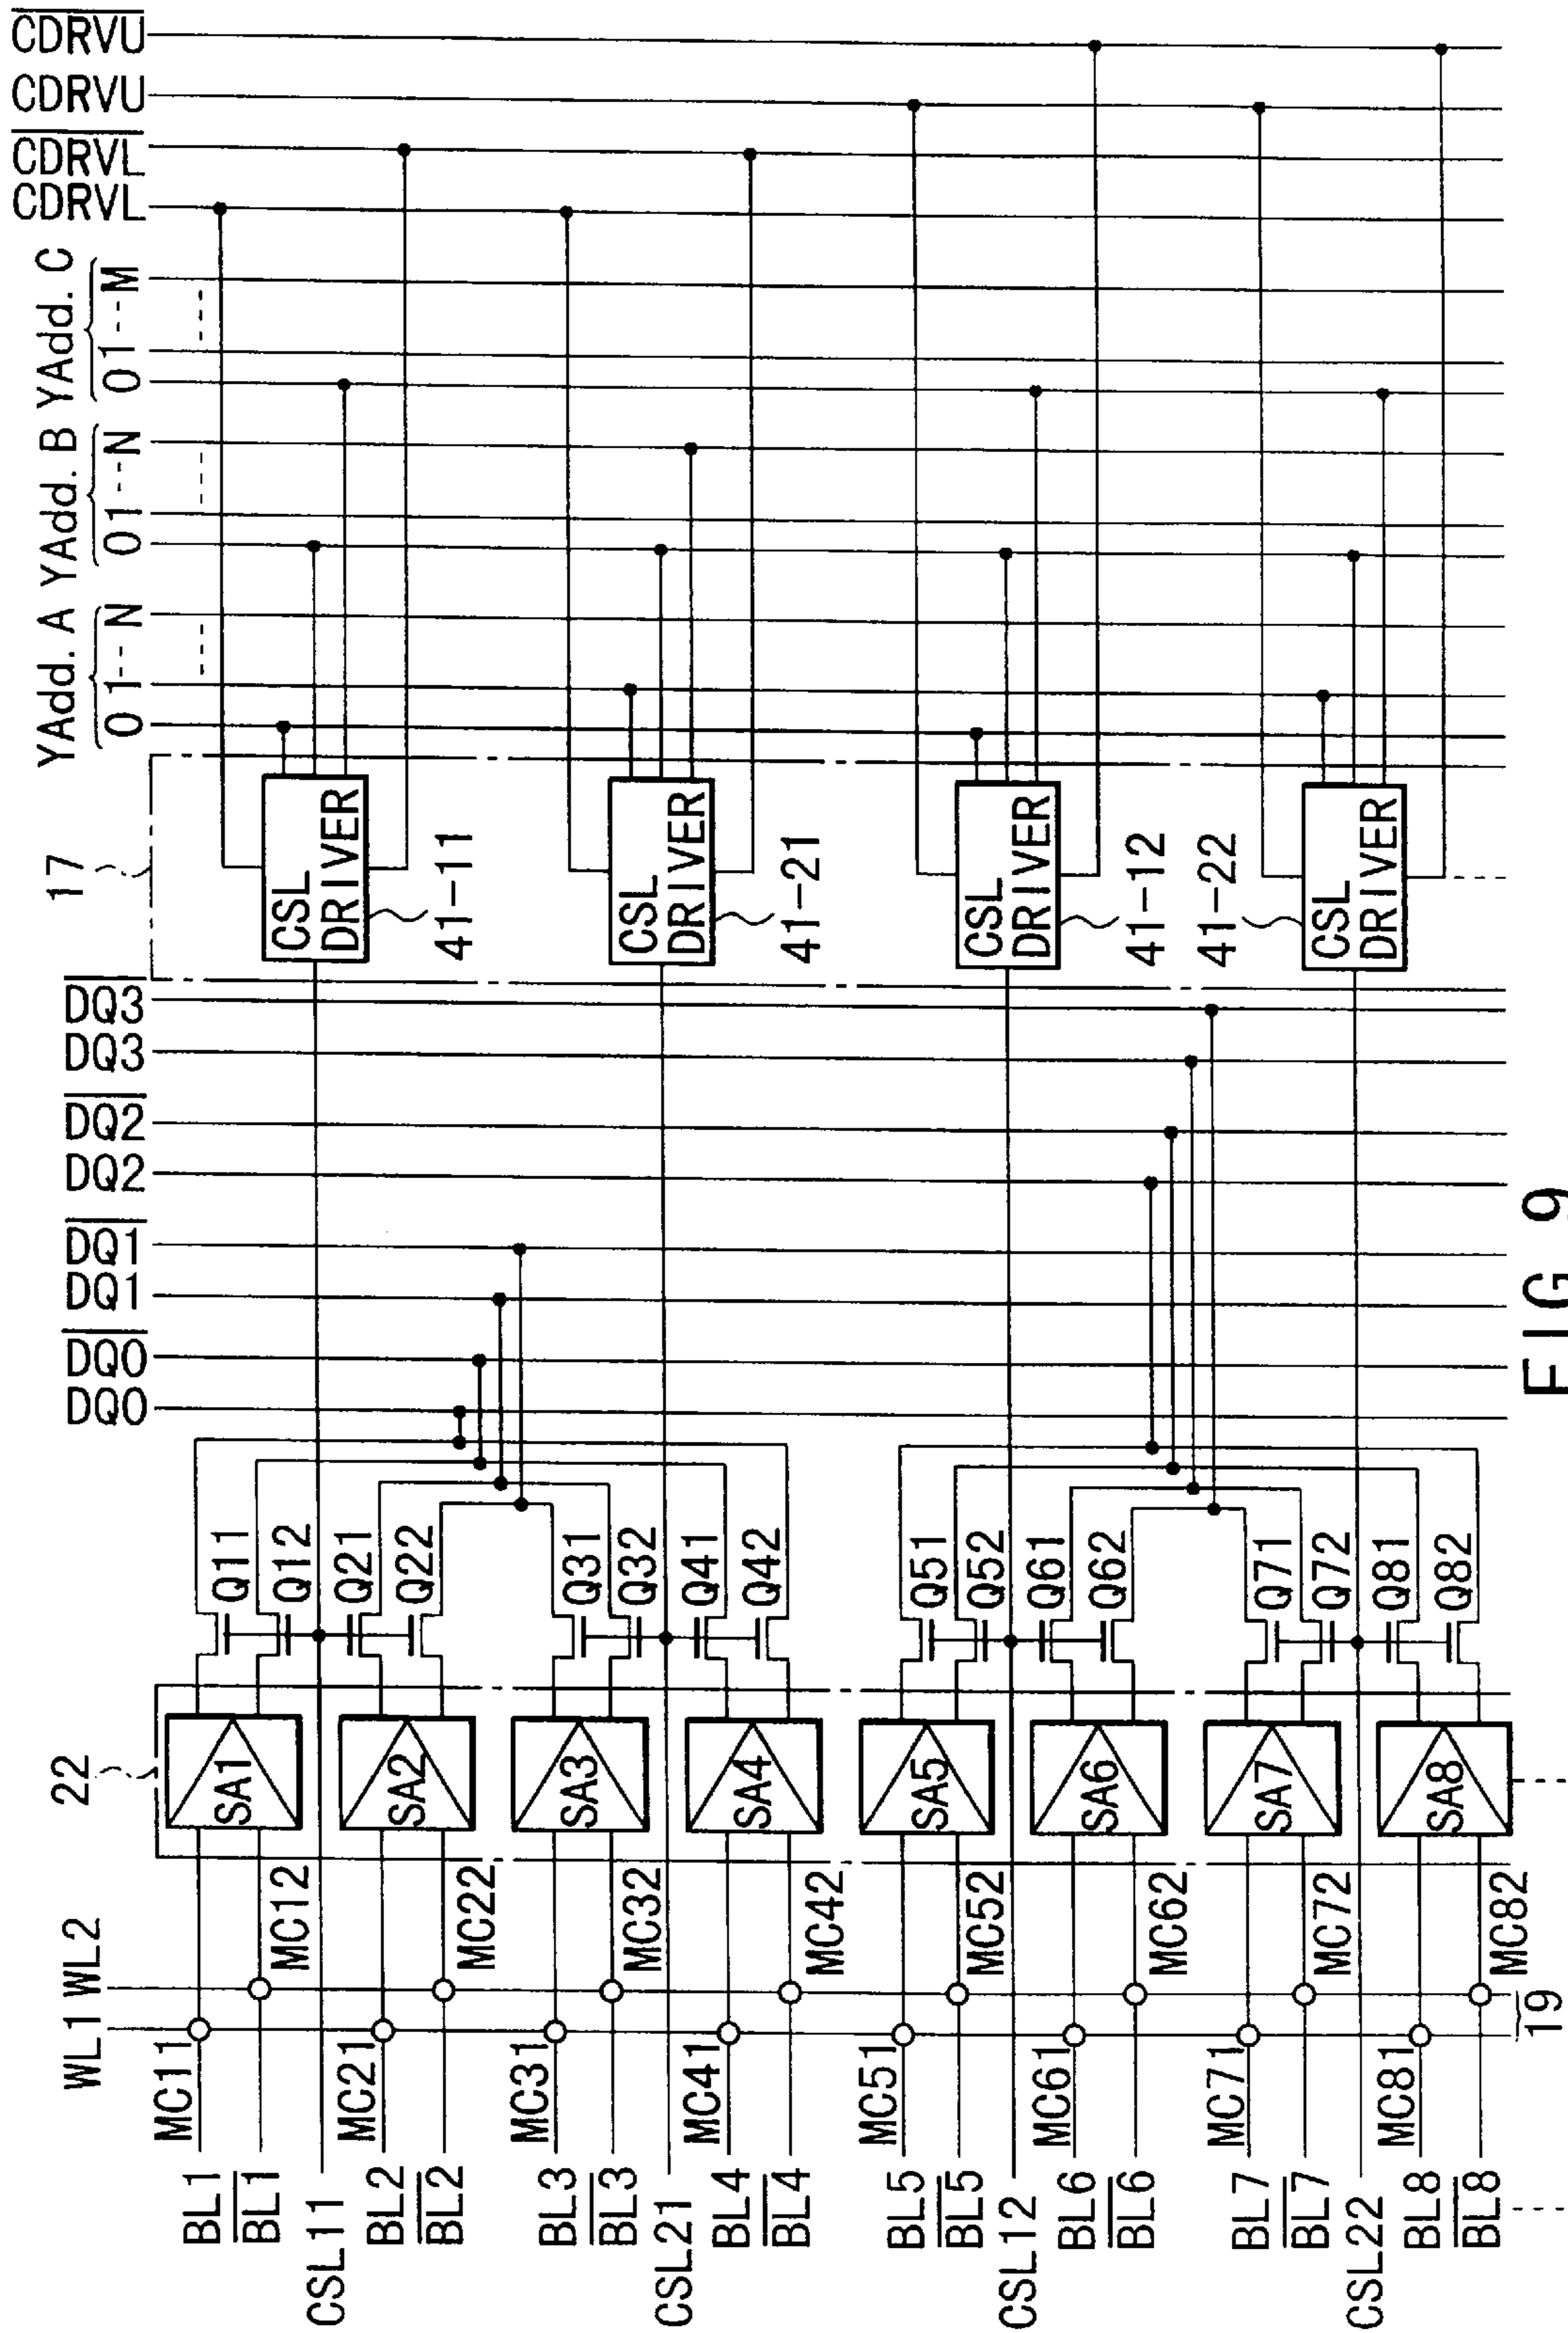 WL1 WL2
BL1 MC11
BL1 MC12
CSL11
BL2 MC21
BL2 MC22
BL3 MC31
BL3 MC32
CSL21
BL4 MC41
BL4 MC42
BL5 MC51
BL5 MC52
CSL12
BL6 MC61
BL6 MC62
BL7 MC71
BL7 MC72
CSL22
BL8 MC81
BL8 MC82
19
22
SA1
SA2
SA3
SA4
SA5
SA6
SA7
SA8
Q11
Q12
Q21
Q22
Q31
Q32
Q41
Q42
Q51
Q52
Q61
Q62
Q71
Q72
Q81
Q82
DQ0
DQ0
DQ1
DQ1
DQ2
DQ2
DQ3
DQ3
17
CSL
DRIVER
41-11
CSL
DRIVER
41-21
CSL
DRIVER
41-12
CSL
DRIVER
41-22
YAdd. A
0 1 N
YAdd. B
0 1 N
YAdd. C
0 1 M
CDRVL
CDRVL
CDRVU
CDRVU
FIG 9